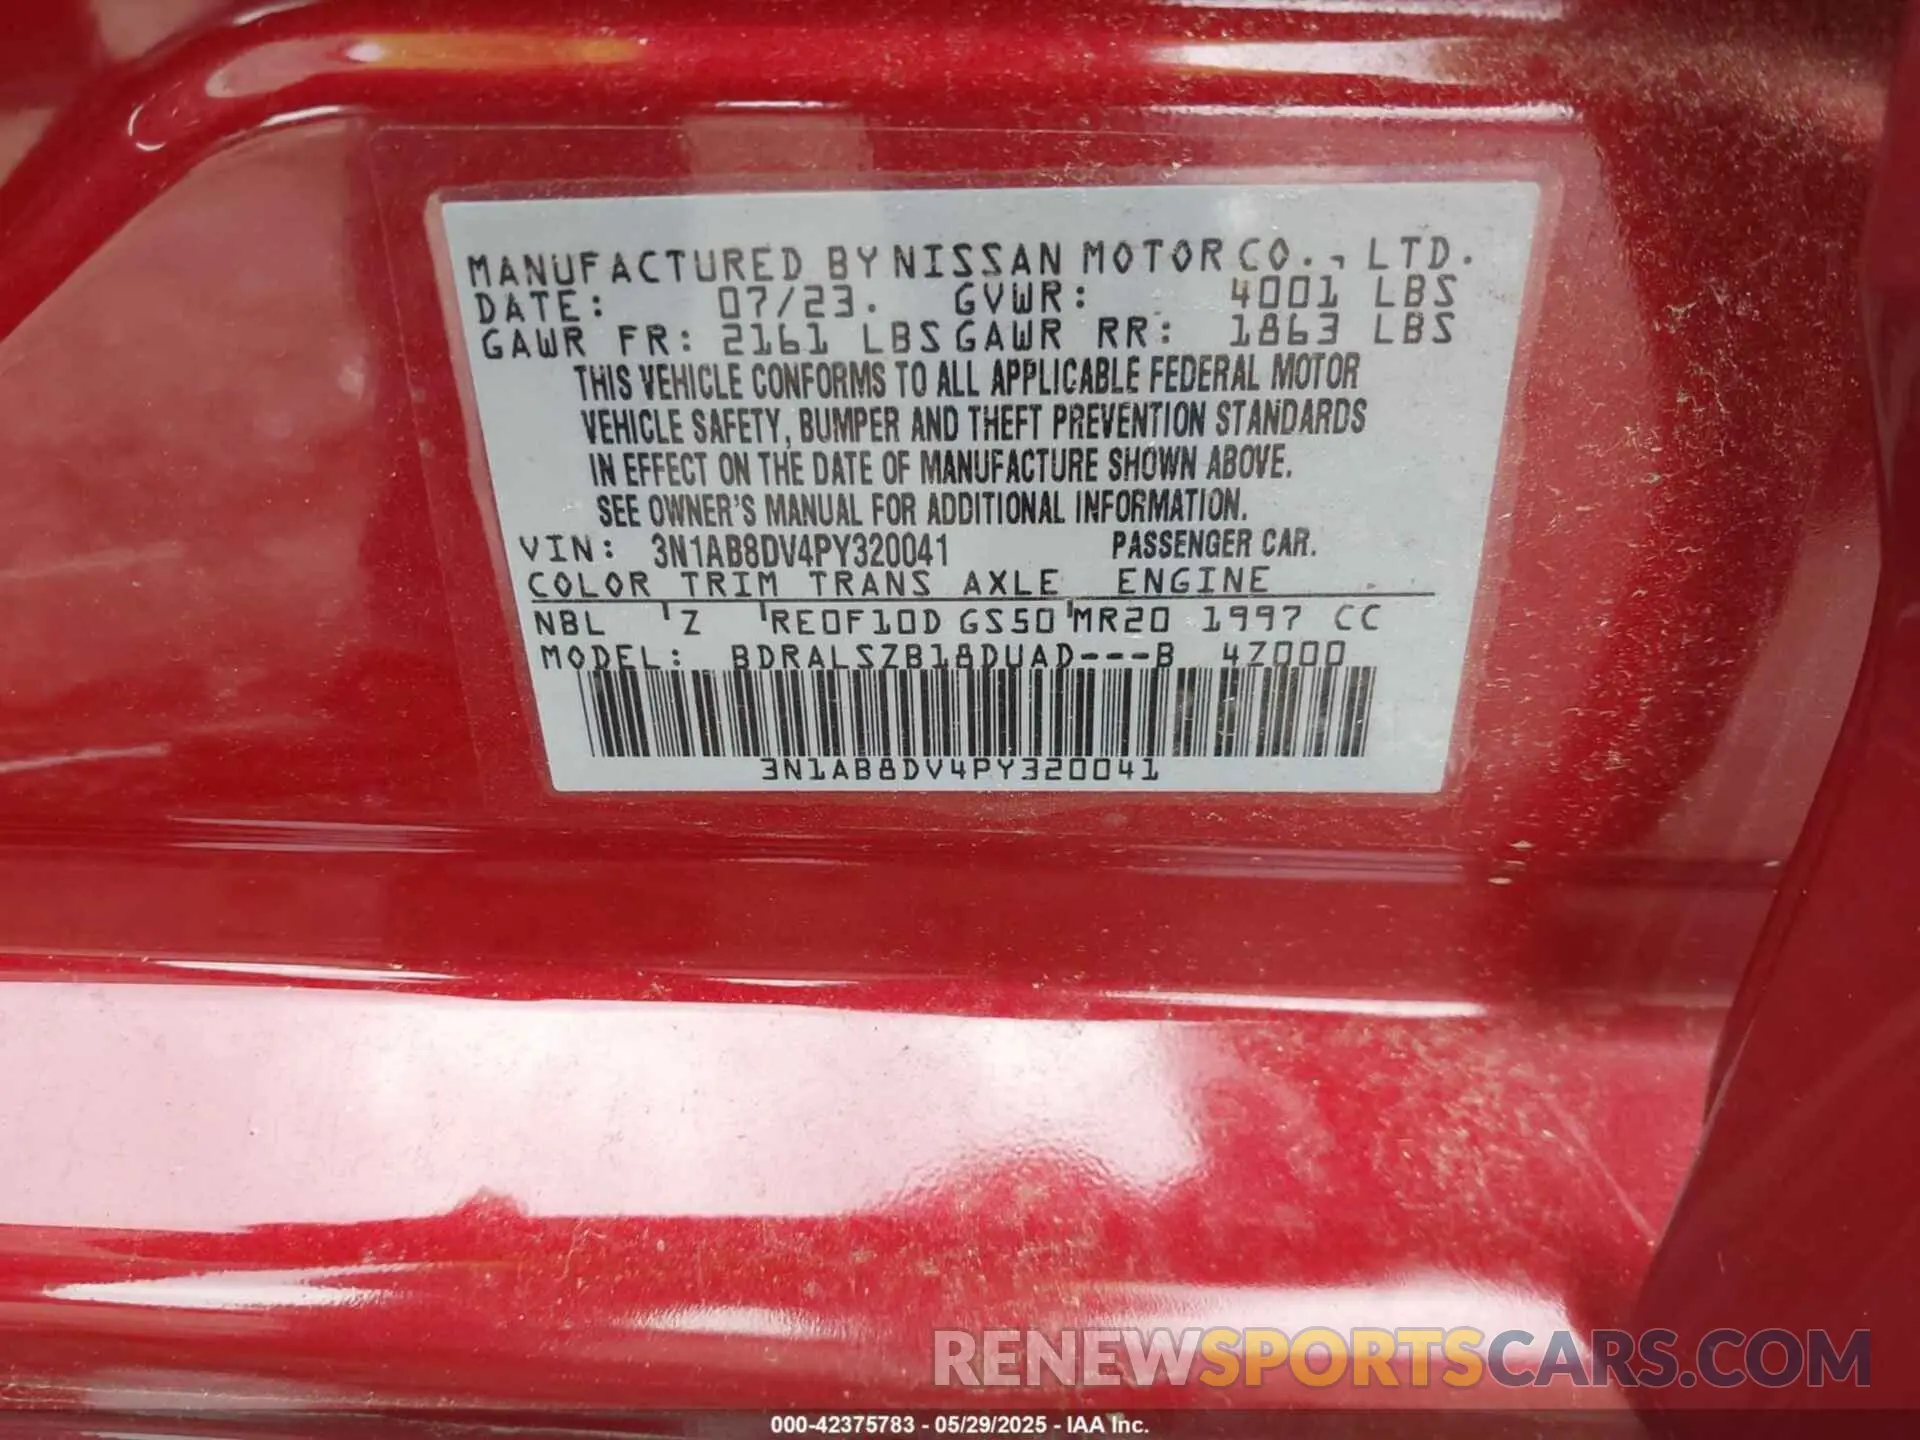 MANUFACTURED BY NISSAN MOTOR CO., LTD.
DATE: 07/23. GVWR: 4001 LBS
GAWR FR: 2161 LBS GAWR RR: 1863 LBS
THIS VEHICLE CONFORMS TO ALL APPLICABLE FEDERAL MOTOR
VEHICLE SAFETY, BUMPER AND THEFT PREVENTION STANDARDS
IN EFFECT ON THE DATE OF MANUFACTURE SHOWN ABOVE.
SEE OWNER'S MANUAL FOR ADDITIONAL INFORMATION.
VIN: 3N1AB8DV4PY320041 PASSENGER CAR.
COLOR TRIM TRANS AXLE ENGINE
NBL 'Z 'RE0F10D GS50'MR20 1997 CC
MODEL: BDRALSZB18DUAD---B 4Z000
3N1AB8DV4PY320041
RENEWSPORTSCARS.COM
000-42375783 - 05/29/2025 - IAA Inc.